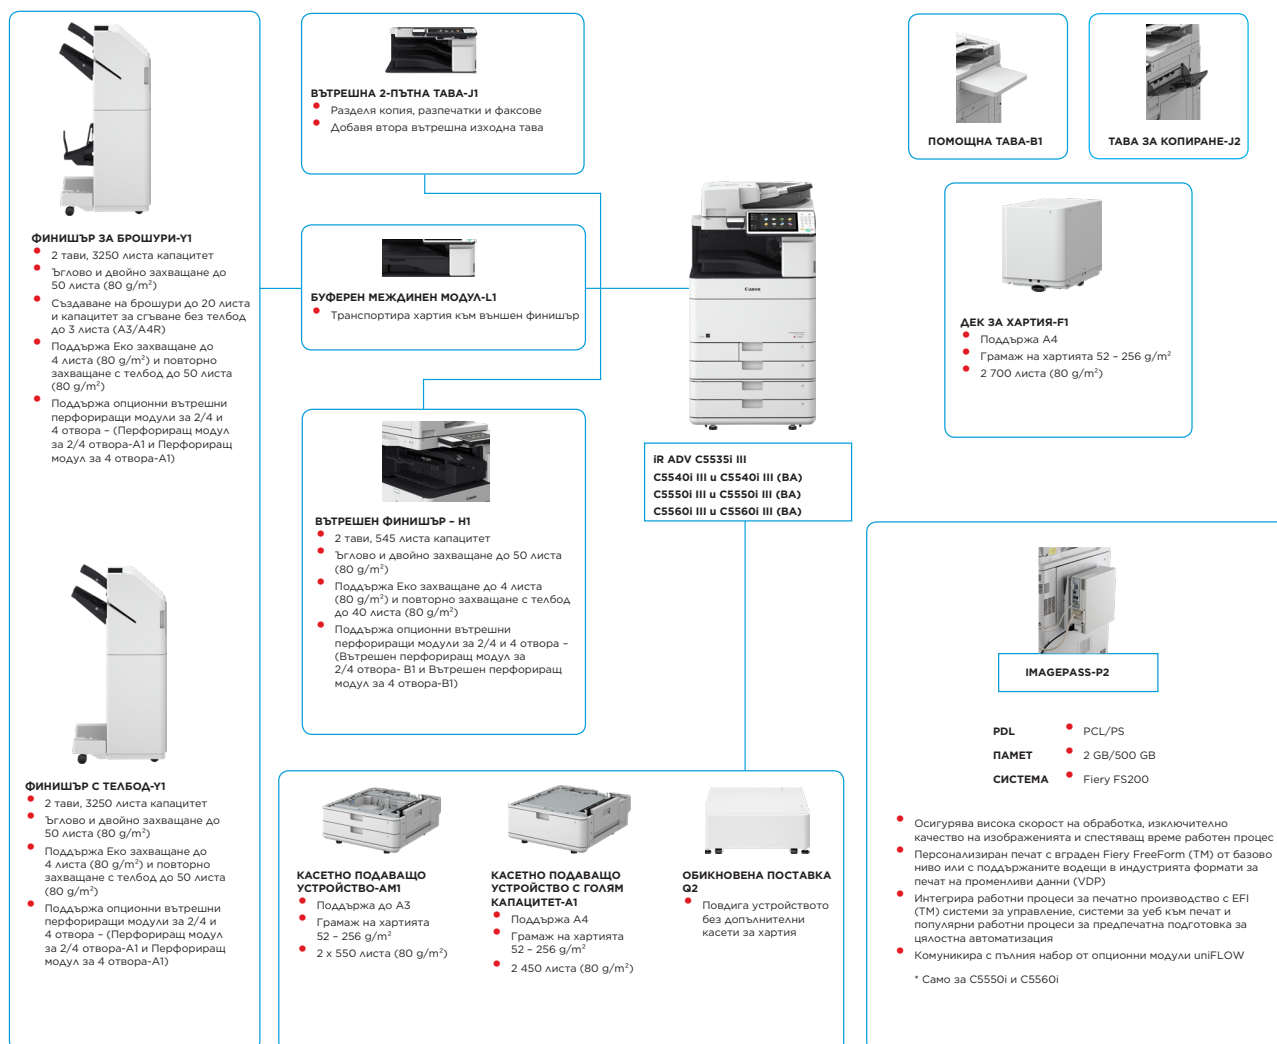 ФИНИШЪР ЗА БРОШУРИ-Y1
2 тави, 3250 листа капацитет
Ъглово и двойно захващане до
50 листа (80 g/m²)
Създаване на брошури до 20 листа
и капацитет за сгъване без телбод
до 3 листа (A3/A4R)
Поддържа Еко захващане до
4 листа (80 g/m²) и повторно
захващане с телбод до 50 листа
(80 g/m²)
Поддържа опционни вътрешни
перфориращи модули за 2/4 и
4 отвора – (Перфориращ модул
за 2/4 отвора-A1 и Перфориращ
модул за 4 отвора-A1)
ФИНИШЪР С ТЕЛБОД-Y1
2 тави, 3250 листа капацитет
Ъглово и двойно захващане до
50 листа (80 g/m²)
Поддържа Еко захващане до
4 листа (80 g/m²) и повторно
захващане с телбод до 50 листа
(80 g/m²)
Поддържа опционни вътрешни
перфориращи модули за 2/4 и
4 отвора – (Перфориращ модул
за 2/4 отвора-A1 и Перфориращ
модул за 4 отвора-A1)
ВЪТРЕШНА 2-ПЪТНА ТАВА-J1
Разделя копия, разпечатки и факсове
Добавя втора вътрешна изходна тава
БУФЕРЕН МЕЖДИНЕН МОДУЛ-L1
Транспортира хартия към външен финишър
ВЪТРЕШЕН ФИНИШЪР – H1
2 тави, 545 листа капацитет
Ъглово и двойно захващане до 50 листа
(80 g/m²)
Поддържа Еко захващане до 4 листа
(80 g/m²) и повторно захващане с телбод
до 40 листа (80 g/m²)
Поддържа опционни вътрешни
перфориращи модули за 2/4 и 4 отвора –
(Вътрешен перфориращ модул за
2/4 отвора- B1 и Вътрешен перфориращ
модул за 4 отвора-B1)
Canon
iR ADV C5535i III
C5540i III и C5540i III (BA)
C5550i III и C5550i III (BA)
C5560i III и C5560i III (BA)
КАСЕТНО ПОДАВАЩО
УСТРОЙСТВО-AM1
Поддържа до A3
Грамаж на хартията
52 – 256 g/m²
2 x 550 листа (80 g/m²)
КАСЕТНО ПОДАВАЩО
УСТРОЙСТВО С ГОЛЯМ
КАПАЦИТЕТ-A1
Поддържа A4
Грамаж на хартията
52 – 256 g/m²
2 450 листа (80 g/m²)
ОБИКНОВЕНА ПОСТАВКА
Q2
Повдига устройството
без допълнителни
касети за хартия
ПОМОЩНА ТАВА-B1
ТАВА ЗА КОПИРАНЕ-J2
ДЕК ЗА ХАРТИЯ-F1
Поддържа A4
Грамаж на хартията 52 – 256 g/m²
2 700 листа (80 g/m²)
IMAGEPASS-P2
PDL PCL/PS
ПАМЕТ 2 GB/500 GB
СИСТЕМА Fiery FS200
Осигурява висока скорост на обработка, изключително
качество на изображенията и спестяващ време работен процес
Персонализиран печат с вграден Fiery FreeForm (TM) от базово
ниво или с поддържаните водещи в индустрията формати за
печат на променливи данни (VDP)
Интегрира работни процеси за печатно производство с EFI
(TM) системи за управление, системи за уеб към печат и
популярни работни процеси за предпечатна подготовка за
цялостна автоматизация
Комуникира с пълния набор от опционни модули uniFLOW
* Само за C5550i и C5560i